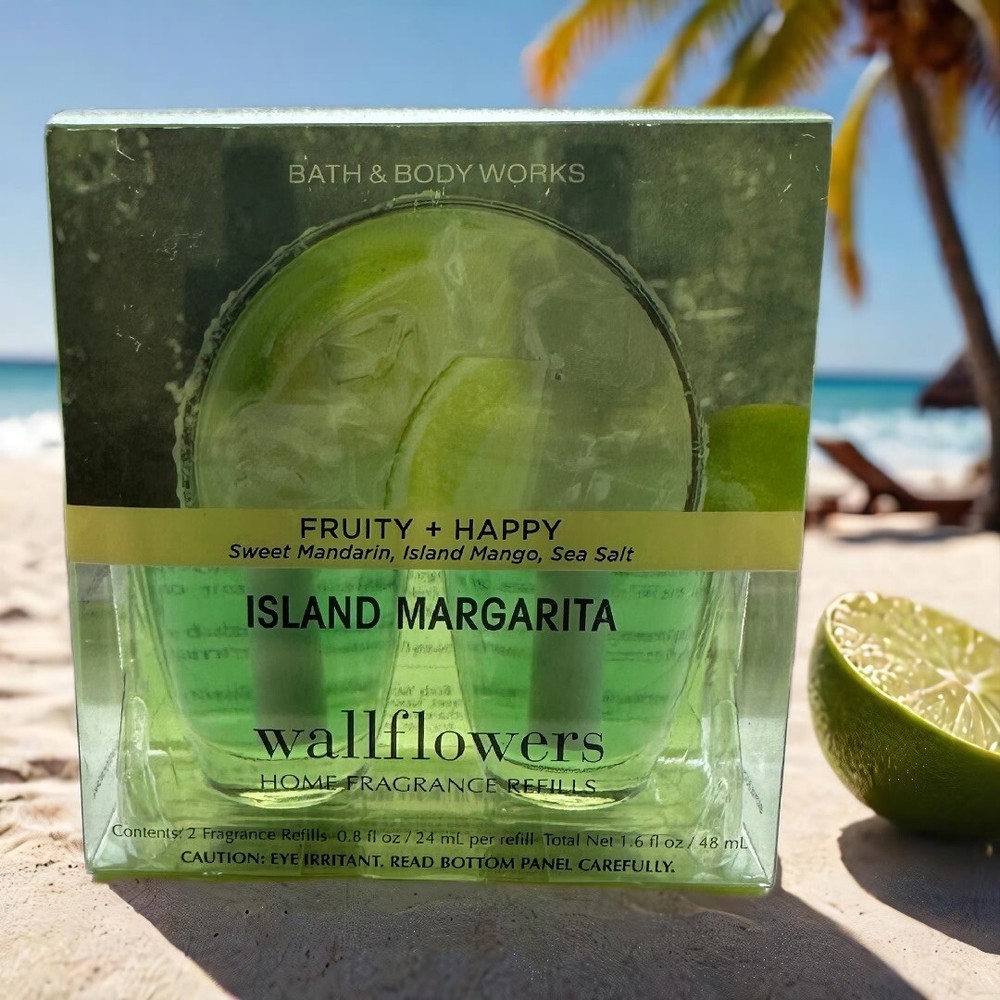 BATH & BODY WORKS
FRUITY + HAPPY
Sweet Mandarin, Island Mango, Sea Salt
ISLAND MARGARITA
wallflowers
HOME FRAGRANCE REFILLS
Contents: 2 Fragrance Refills 0.8 fl oz / 24 mL per refill Total Net 1.6 fl oz / 48 mL
CAUTION: EYE IRRITANT. READ BOTTOM PANEL CAREFULLY.